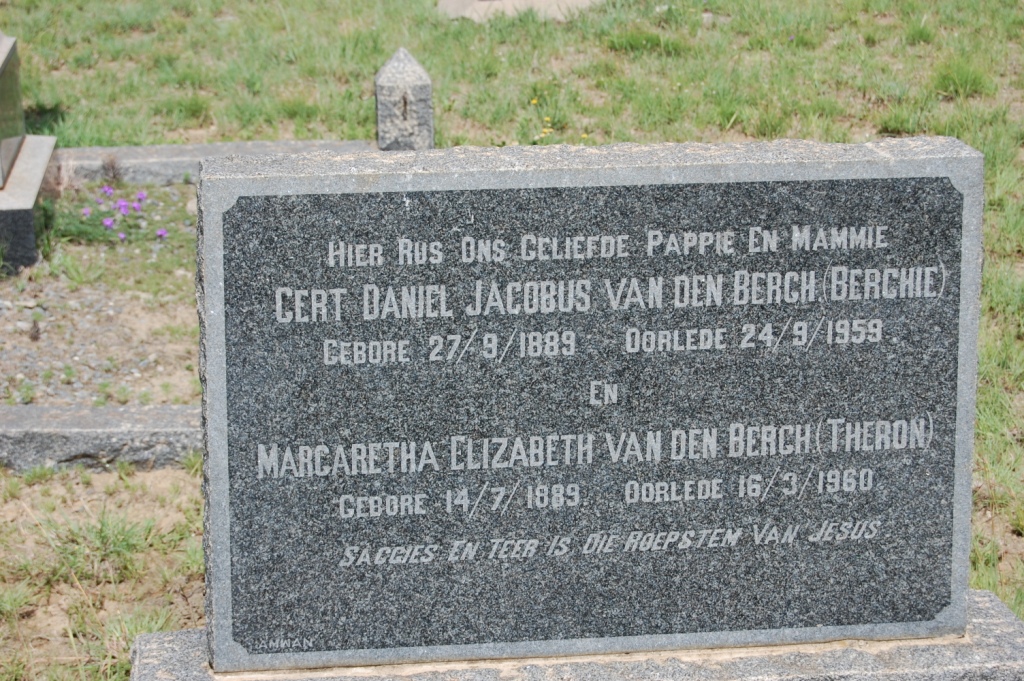 HIER RUS ONS GELIEFDE PAPPIE EN MAMMIE
GERT DANIEL JACOBUS VAN DEN BERGH.(BERGHIE)
GEBORE 27/9/1889 OORLEDE 24/9/1959.
EN
MARGARETHA ELIZABETH VAN DEN BERGH.(THERON)
GEBORE 14/7/1889. OORLEDE 16/3/1960
SAGGIES EN TEER IS DIE ROEPSTEM VAN JESUS.